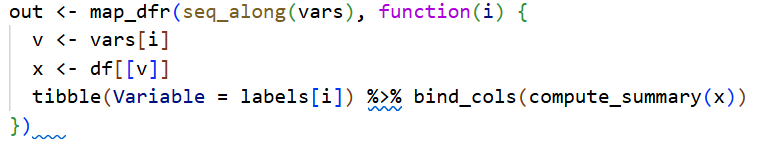 out <- map_dfr(seq_along(vars), function(i) {
  v <- vars[i]
  x <- df[[v]]
  tibble(Variable = labels[i]) %>% bind_cols(compute_summary(x))
})